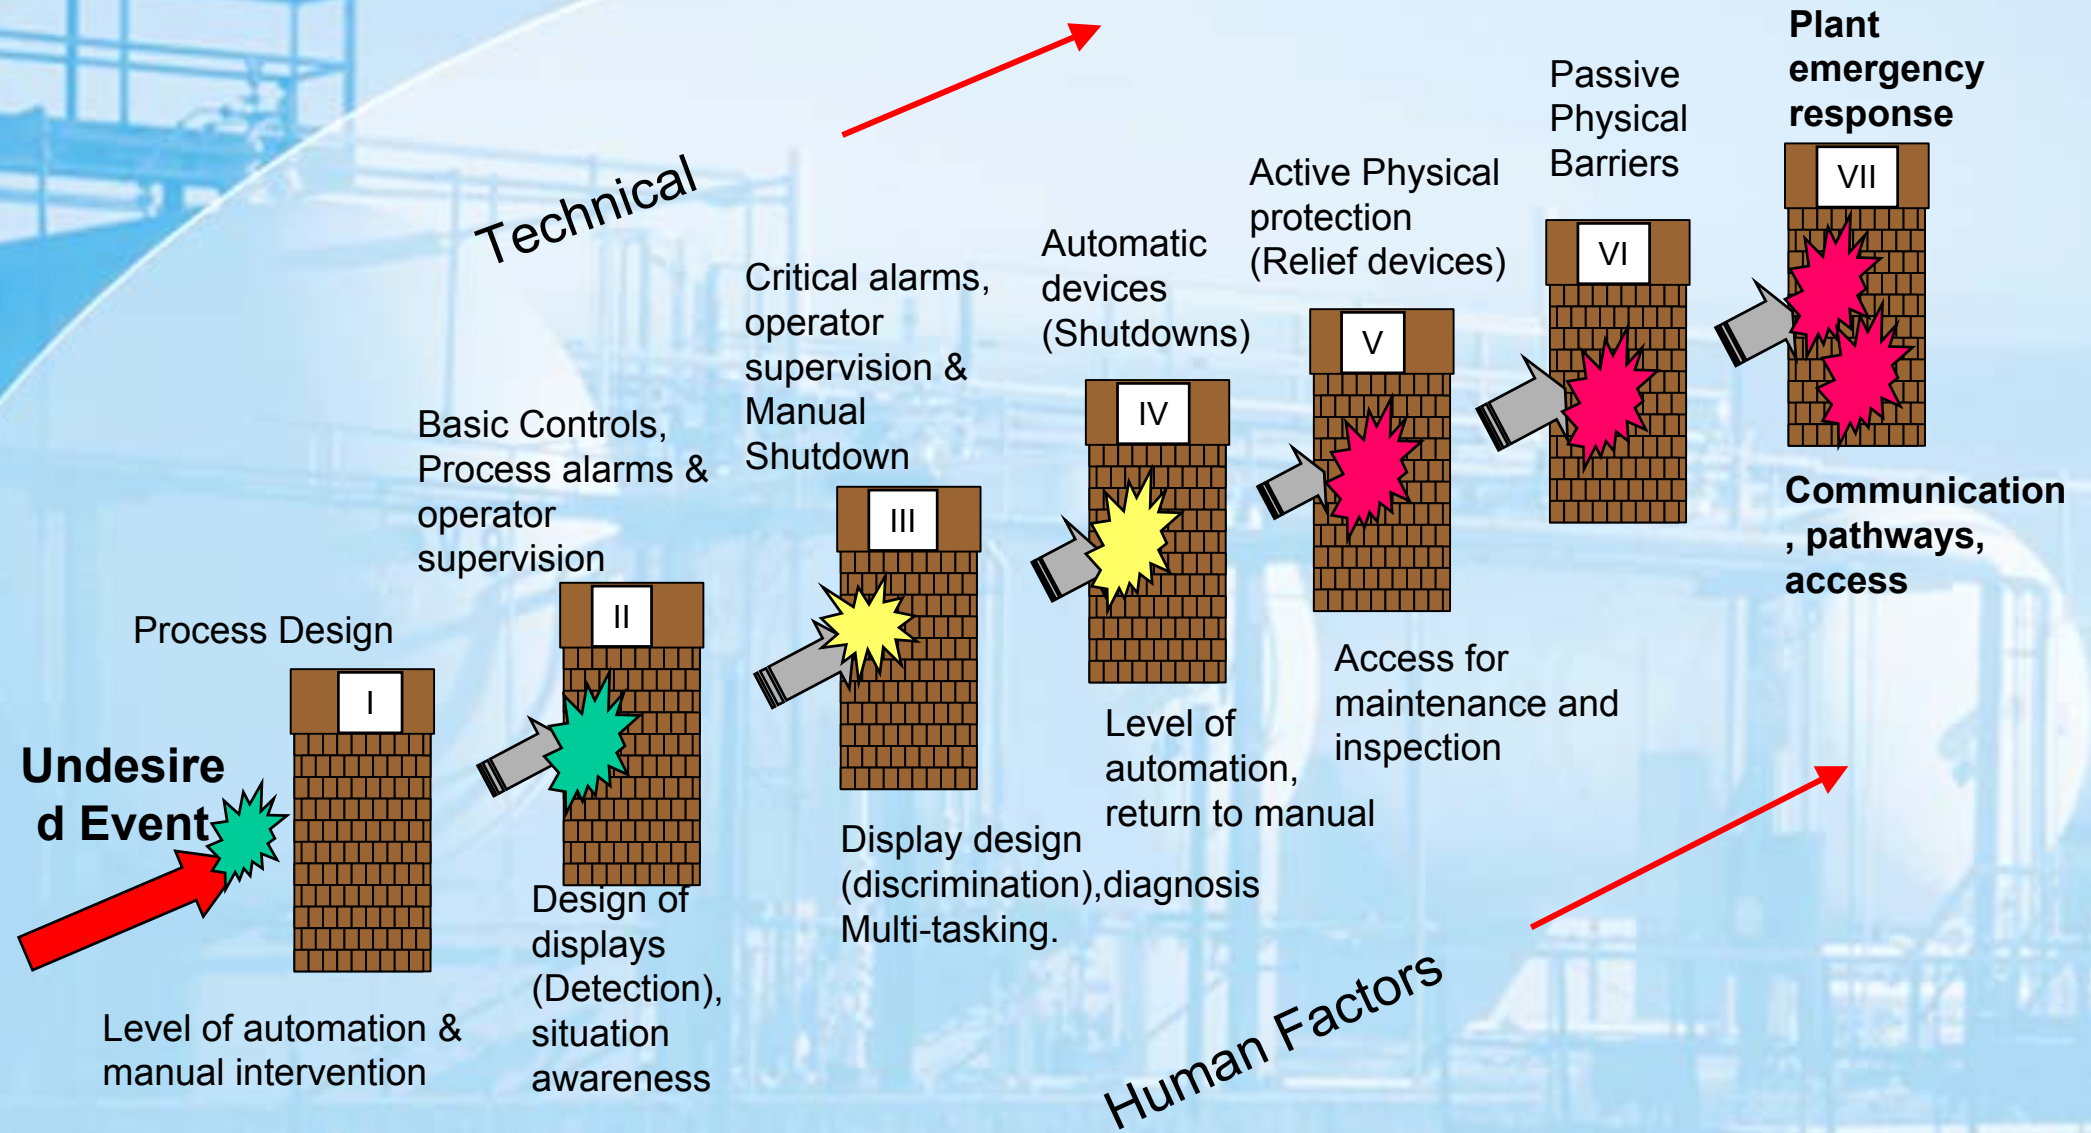 Technical
Undesire
d Event
Process Design
I
Level of automation &
manual intervention
Basic Controls,
Process alarms &
operator
supervision
II
Design of
displays
(Detection),
situation
awareness
Critical alarms,
operator
supervision &
Manual
Shutdown
III
Display design
(discrimination),diagnosis
Multi-tasking.
Automatic
devices
(Shutdowns)
IV
Level of
automation,
return to manual
Active Physical
protection
(Relief devices)
V
Access for
maintenance and
inspection
Passive
Physical
Barriers
VI
Plant
emergency
response
VII
Communication
, pathways,
access
Human Factors